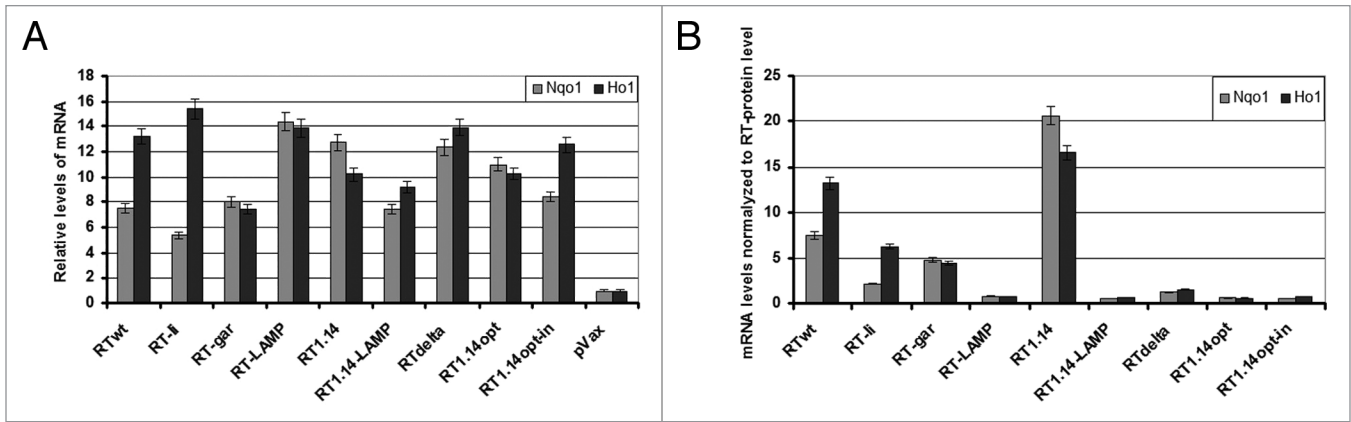 A
Relative levels of mRNA
18
16
14
12
10
8
6
4
2
0
Nqo1 Ho1
RTwt
RT-Ii
RT-gar
RT-LAMP
RT1.14
RT1.14-LAMP
RTdelta
RT1.14opt
RT1.14opt-in
pVax
B
mRNA levels normalyzed to RT-protein level
25
20
15
10
5
0
Nqo1 Ho1
RTwt
RT-Ii
RT-gar
RT-LAMP
RT1.14
RT1.14-LAMP
RTdelta
RT1.14opt
RT1.14opt-in